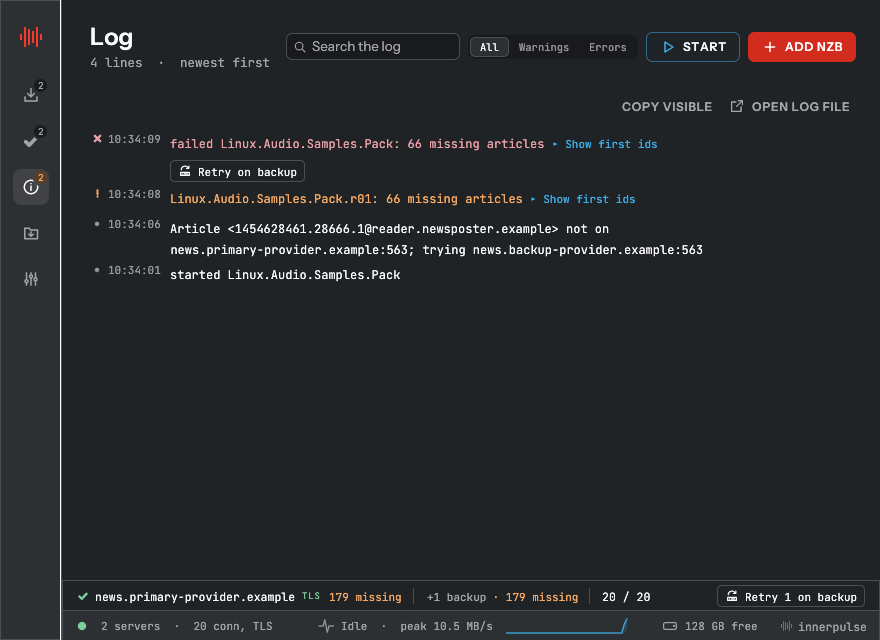 Log
4 lines · newest first
Search the log
All Warnings Errors
START
ADD NZB
COPY VISIBLE
OPEN LOG FILE
2
2
2
10:34:09 failed Linux.Audio.Samples.Pack: 66 missing articles ▸ Show first ids
Retry on backup
! 10:34:08 Linux.Audio.Samples.Pack.r01: 66 missing articles ▸ Show first ids
10:34:06 Article <1454628461.28666.1@reader.newsposter.example> not on
news.primary-provider.example:563; trying news.backup-provider.example:563
10:34:01 started Linux.Audio.Samples.Pack
news.primary-provider.example TLS 179 missing +1 backup · 179 missing 20 / 20 Retry 1 on backup
2 servers · 20 conn, TLS Idle · peak 10.5 MB/s 128 GB free innerpulse